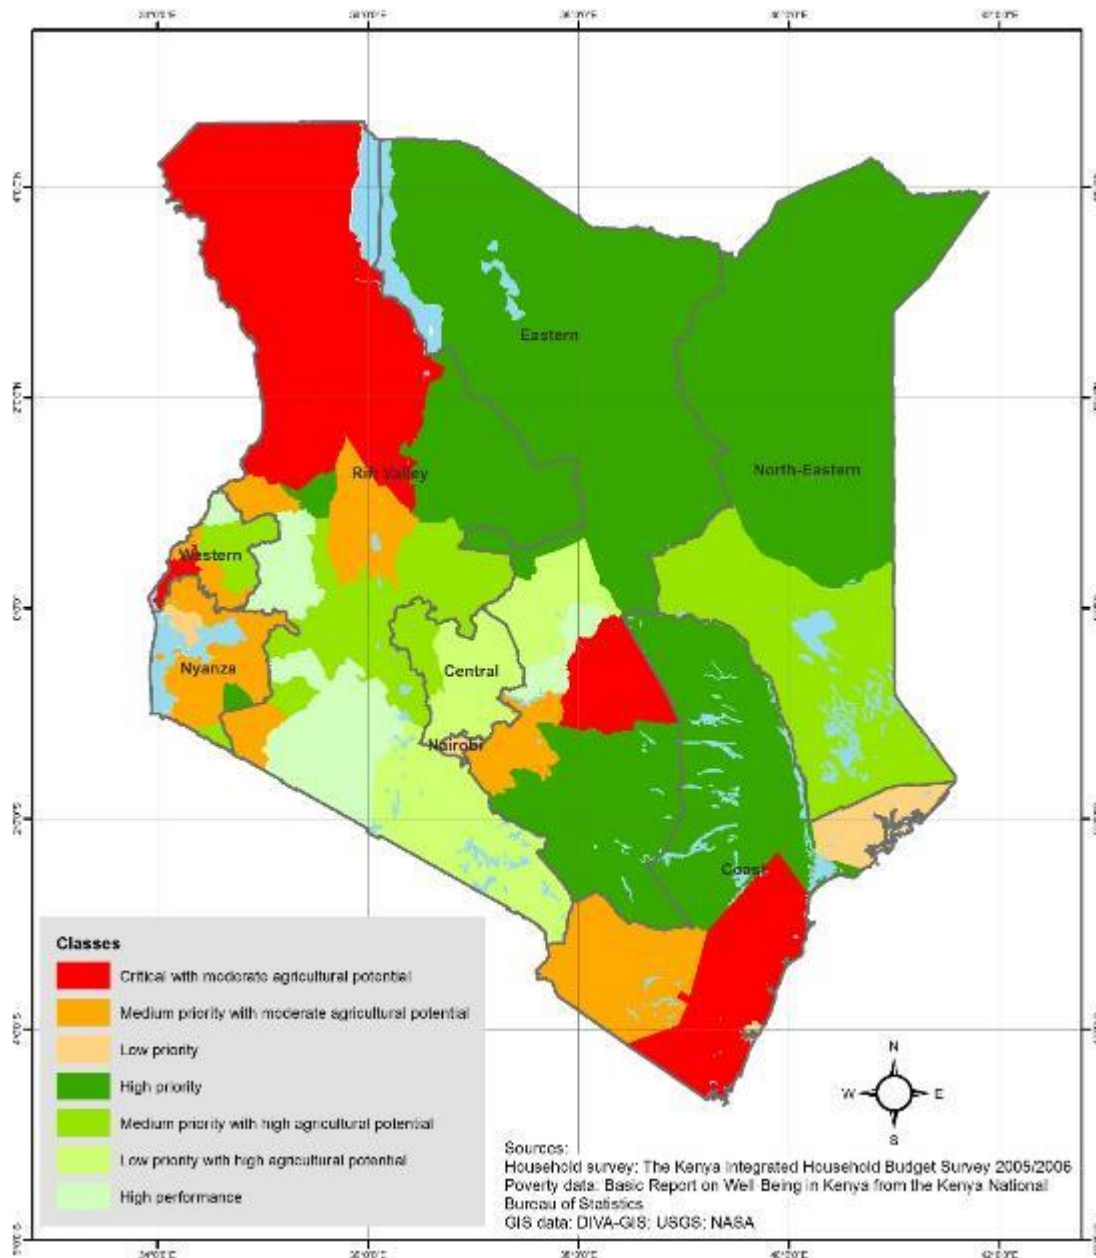 Eastern
North-Eastern
Rift Valley
Western
Nyanza
Central
Nairobi
Coast
Classes
Critical with moderate agricultural potential
Medium priority with moderate agricultural potential
Low priority
High priority
Medium priority with high agricultural potential
Low priority with high agricultural potential
High performance
N
W
E
S
Sources:
Household survey: The Kenya Integrated Household Budget Survey 2005/2006
Poverty data: Basic Report on Well Being in Kenya from the Kenya National
Bureau of Statistics
GIS data: DIVA-GIS; USGS; NASA